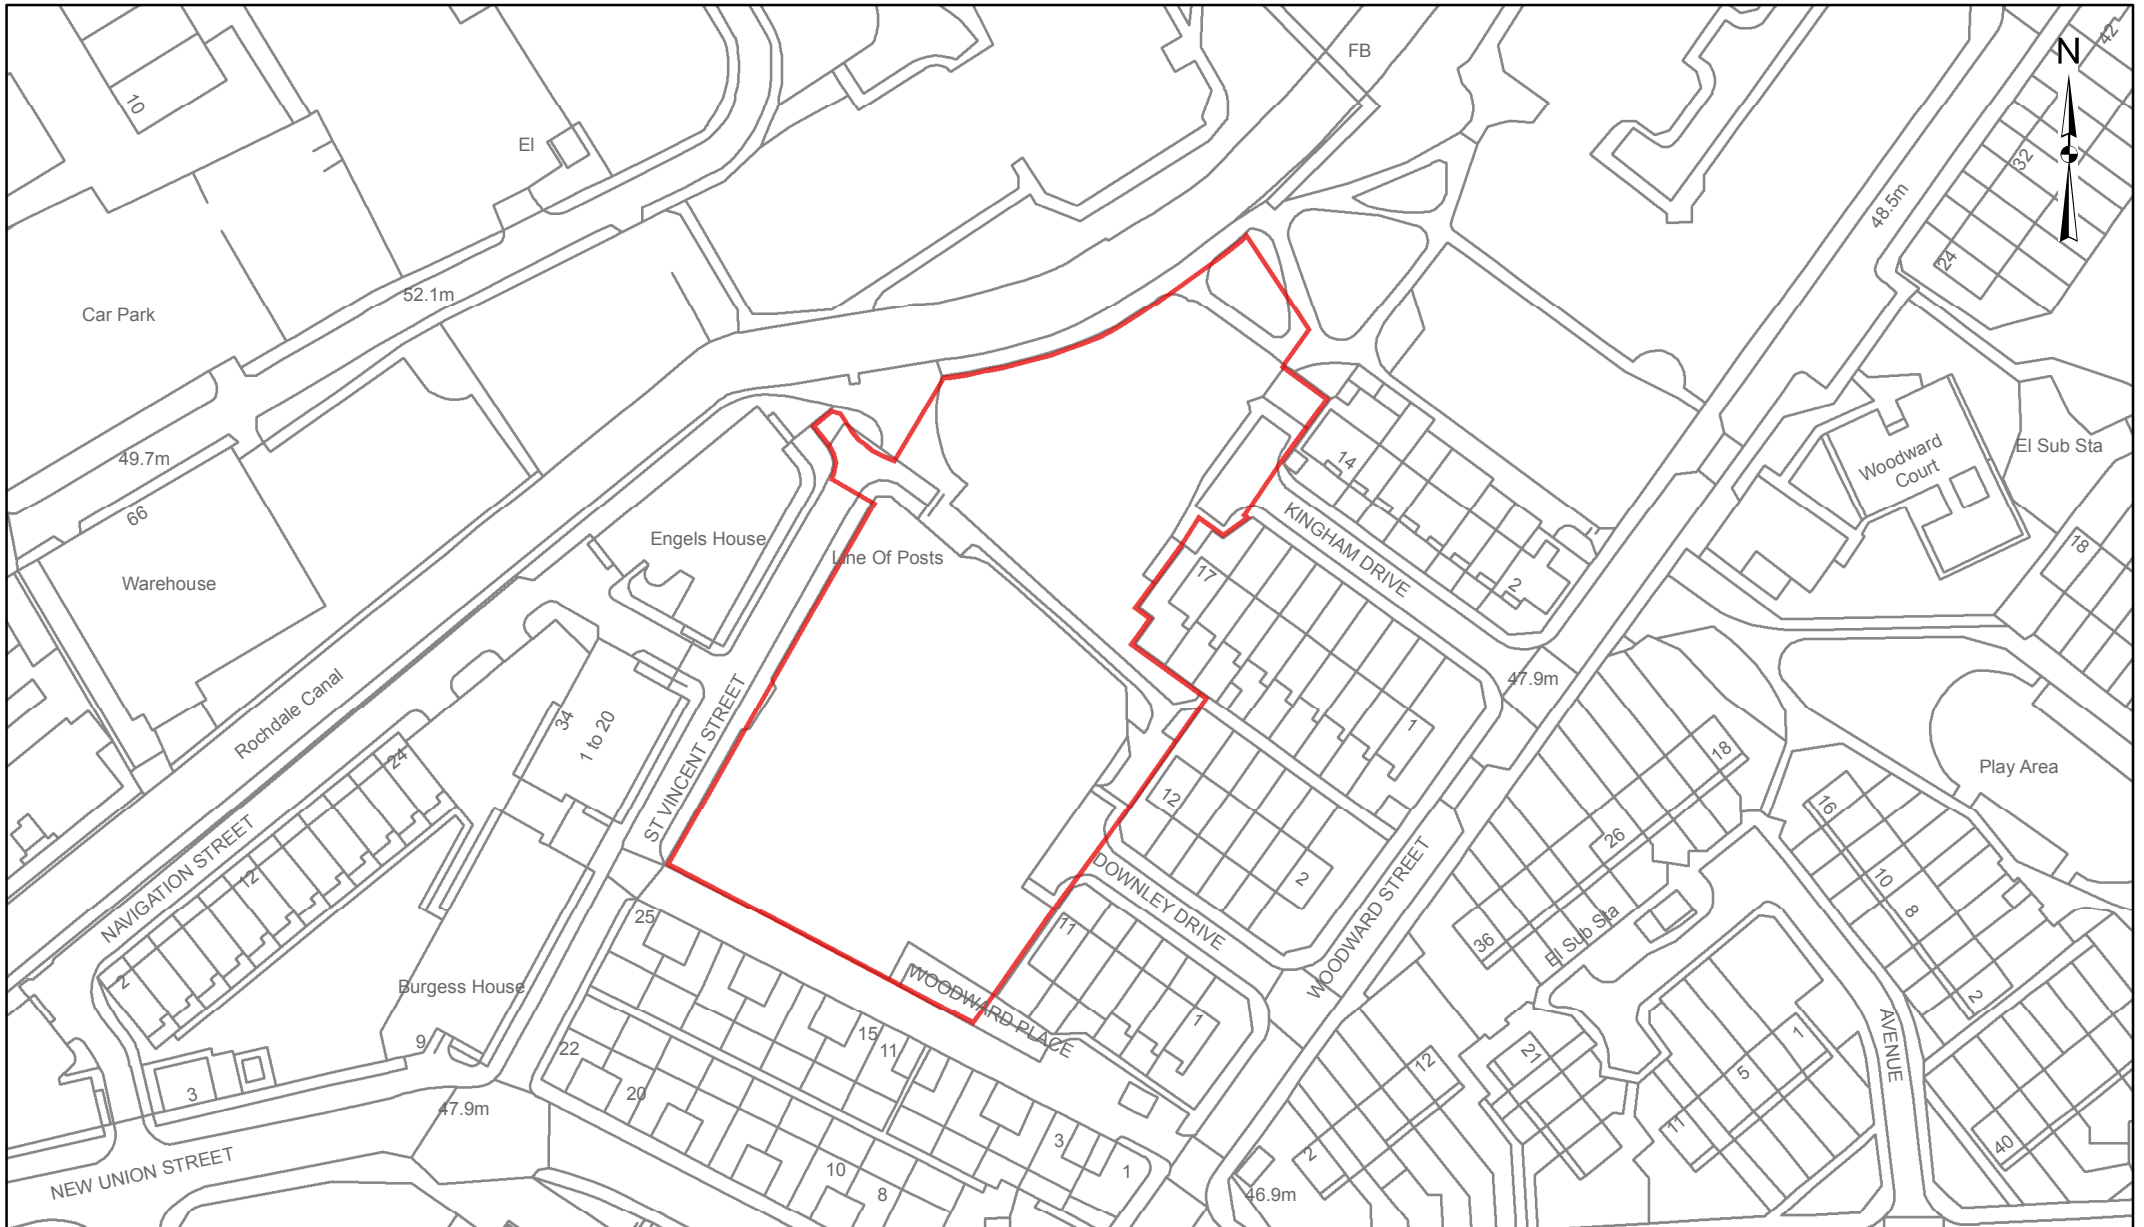 FB
42
N
10
El
32
48.5m
24
52.1m
Car Park
49.7m
66
Warehouse
Engels House
Line Of Posts
14
KINGHAM DRIVE
2
17
1
47.9m
Woodward
Court
El Sub Sta
18
Rochdale Canal
34
1 to 20
ST VINCENT STREET
24
12
2
NAVIGATION STREET
12
2
DOWNLEY DRIVE
WOODWARD STREET
18
26
36
El Sub Sta
Play Area
16
10
8
2
25
11
1
WOODWARD PLACE
Burgess House
9
3
22
20
15
11
47.9m
NEW UNION STREET
10
8
3
1
12
2
46.9m
21
1
5
11
AVENUE
40